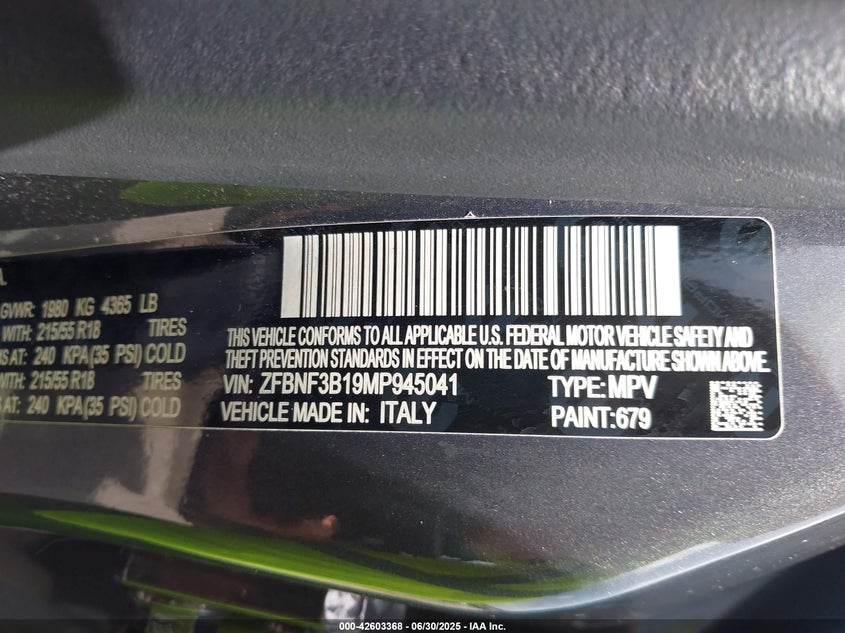 GVWR: 1980 KG 4365 LB
WITH: 215/55 R18 TIRES
AT: 240 KPA(35 PSI) COLD
WITH: 215/55 R18 TIRES
AT: 240 KPA(35 PSI) COLD
THIS VEHICLE CONFORMS TO ALL APPLICABLE U.S. FEDERAL MOTOR VEHICLE SAFETY AND
THEFT PREVENTION STANDARDS IN EFFECT ON THE DATE OF MANUFACTURE SHOWN ABOVE.
VIN: ZFBNF3B19MP945041 TYPE: MPV
VEHICLE MADE IN: ITALY PAINT:679
000-42603368 - 06/30/2025 - IAA Inc.